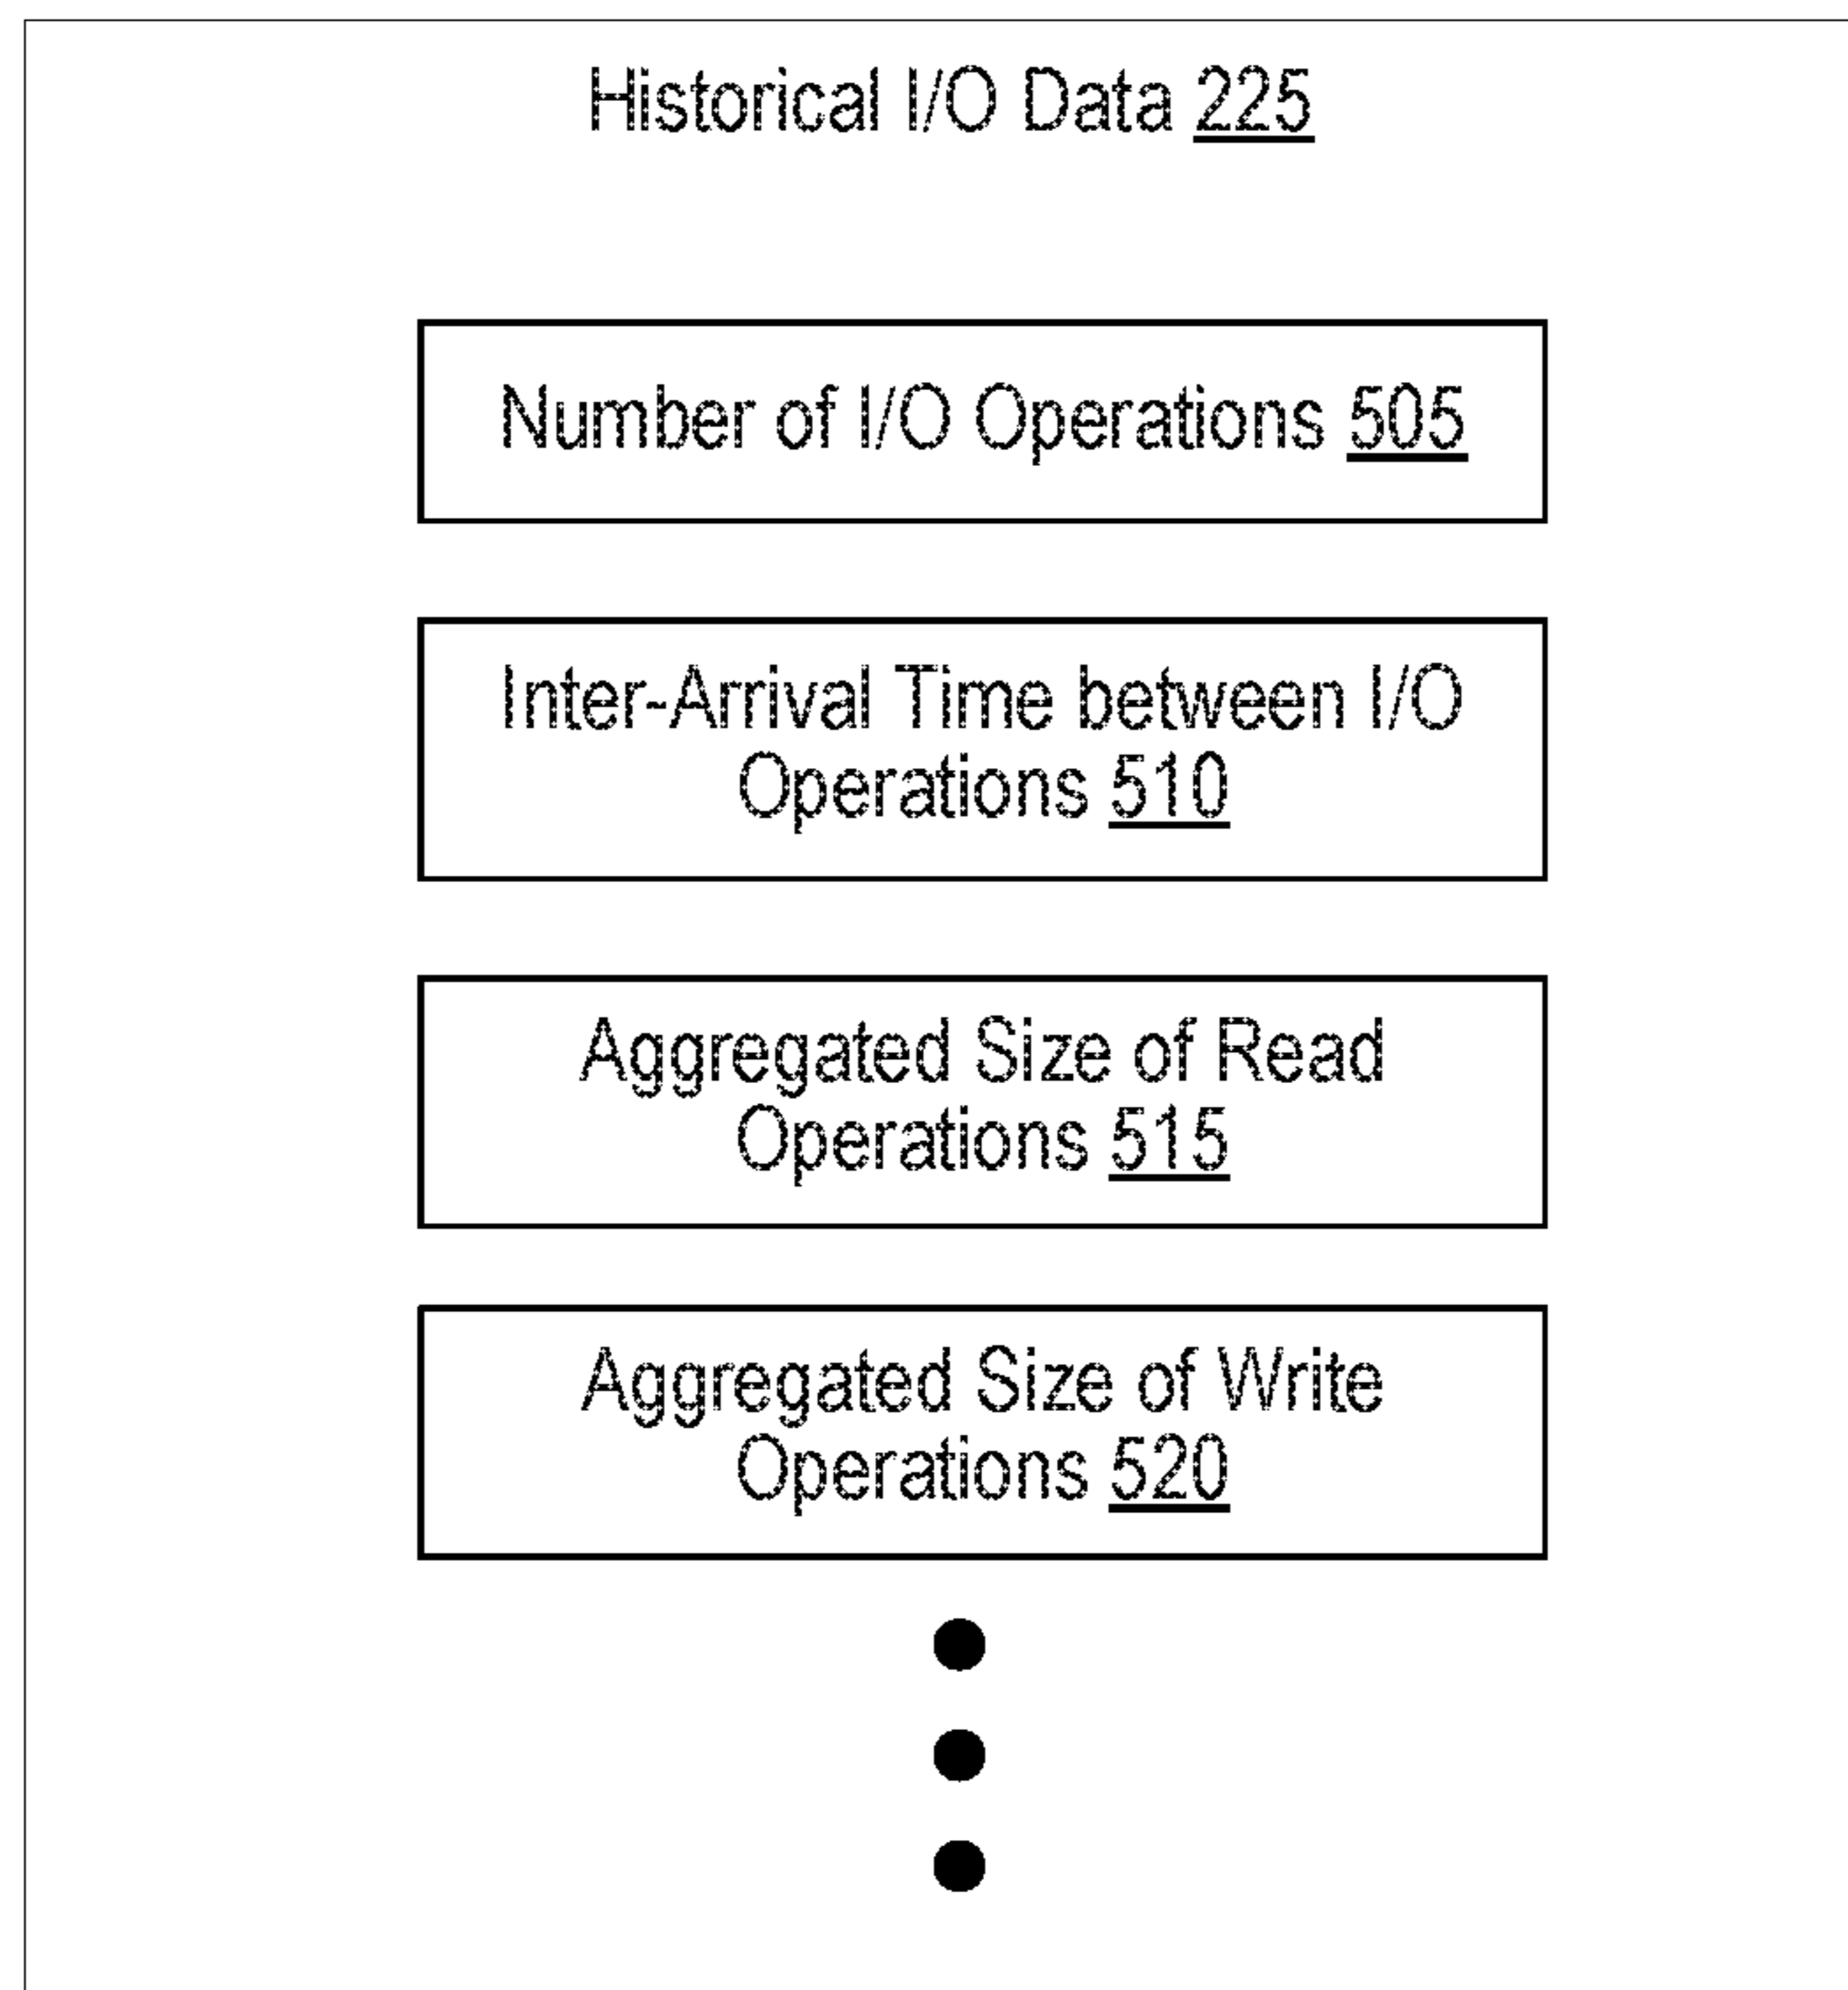 Historical I/O Data 225
Number of I/O Operations 505
Inter-Arrival Time between I/O
Operations 510
Aggregated Size of Read
Operations 515
Aggregated Size of Write
Operations 520